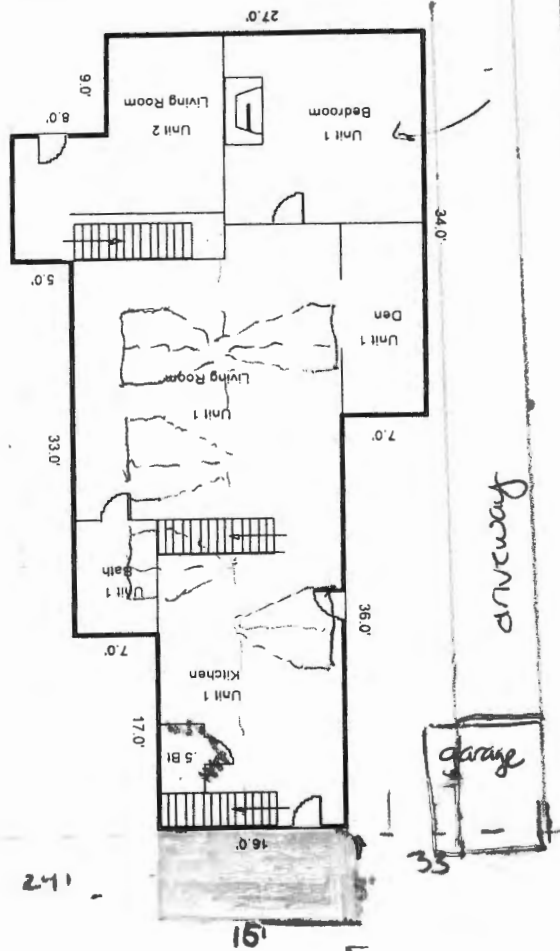 27.0'
9.0'
8.0'
Unit 2
Living Room
Unit 1
Bedroom
34.0'
5.0'
Unit 1
Den
Unit 1
Living Room
7.0'
33.0'
driveway
Unit 1
Bath
7.0'
36.0'
Unit 1
Kitchen
17.0'
.5 Bt
garage
16.0'
33
15'